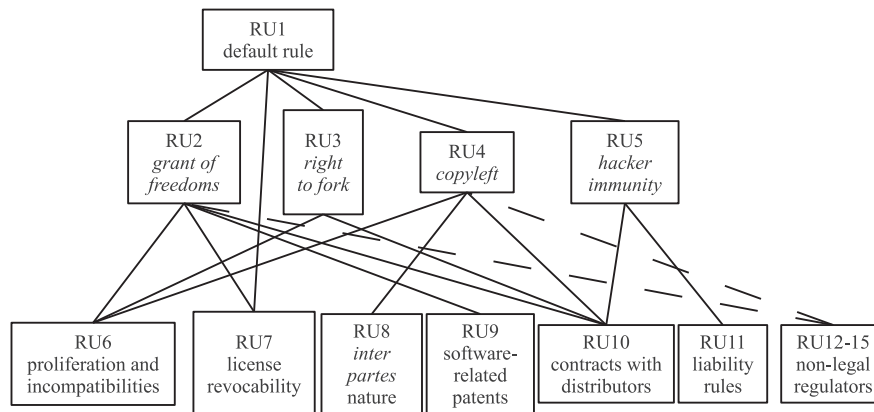 RU1
default rule
RU2
grant of
freedoms
RU3
right
to fork
RU4
copyleft
RU5
hacker
immunity
RU6
proliferation and
incompatibilities
RU7
license
revocability
RU8
inter
partes
nature
RU9
software-
related
patents
RU10
contracts with
distributors
RU11
liability
rules
RU12-15
non-legal
regulators